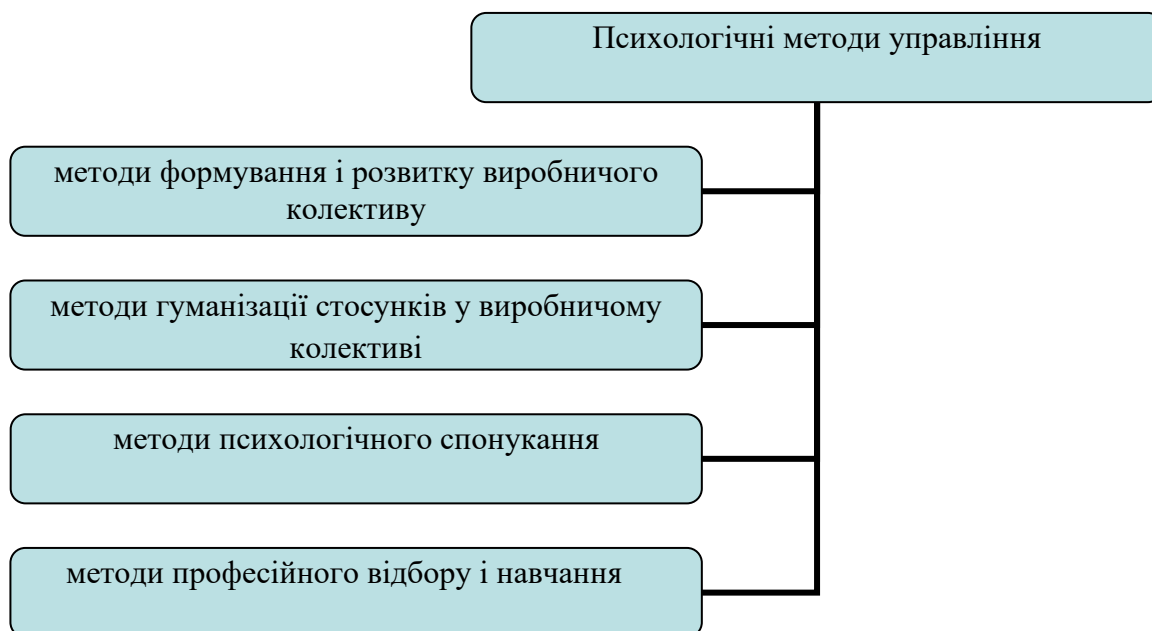 Психологічні методи управління
методи формування і розвитку виробничого
колективу
методи гуманізації стосунків у виробничому
колективі
методи психологічного спонукання
методи професійного відбору і навчання